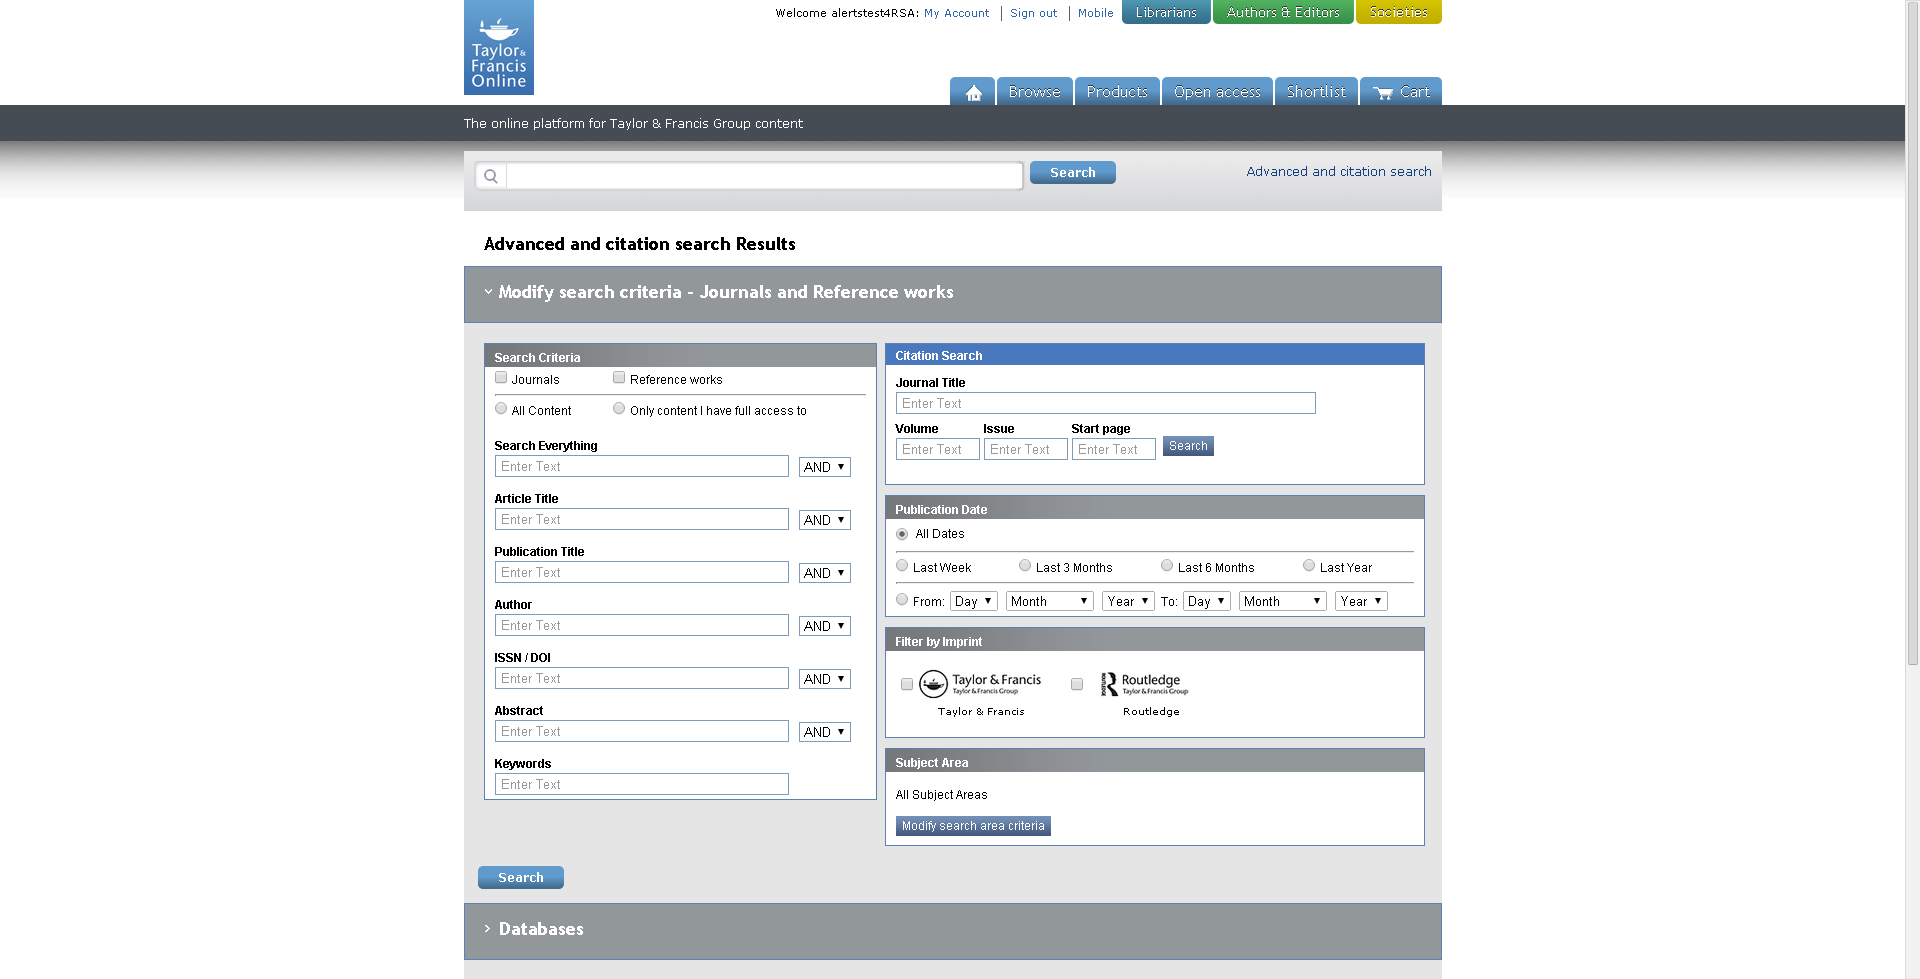 Welcome alertstest4RSA: My Account | Sign out | Mobile Librarians Authors & Editors Societies
Taylor &
Francis
Online
Browse Products Open access Shortlist Cart
The online platform for Taylor & Francis Group content
Search Advanced and citation search
Advanced and citation search Results
Modify search criteria - Journals and Reference works
Search Criteria
Journals Reference works
All Content Only content I have full access to
Search Everything
Enter Text AND
Article Title
Enter Text AND
Publication Title
Enter Text AND
Author
Enter Text AND
ISSN / DOI
Enter Text AND
Abstract
Enter Text AND
Keywords
Enter Text
Citation Search
Journal Title
Enter Text
Volume Issue Start page
Enter Text Enter Text Enter Text Search
Publication Date
All Dates
Last Week Last 3 Months Last 6 Months Last Year
From: Day Month Year To: Day Month Year
Filter by Imprint
Taylor & Francis
Taylor & Francis Group
Taylor & Francis
ROUTLEDGE
Routledge
Taylor & Francis Group
Routledge
Subject Area
All Subject Areas
Modify search area criteria
Search
Databases